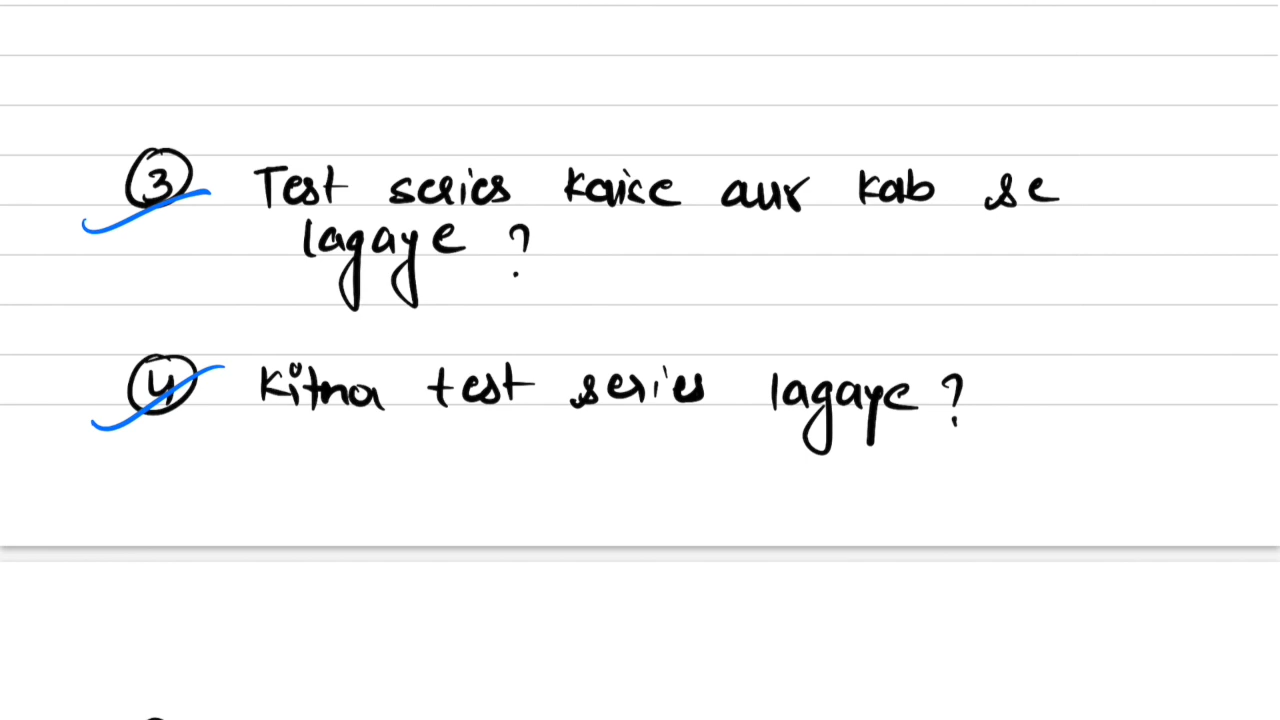 ③ Test series kaise aur kab se
lagaye ?
④ Kitna test series lagaye ?